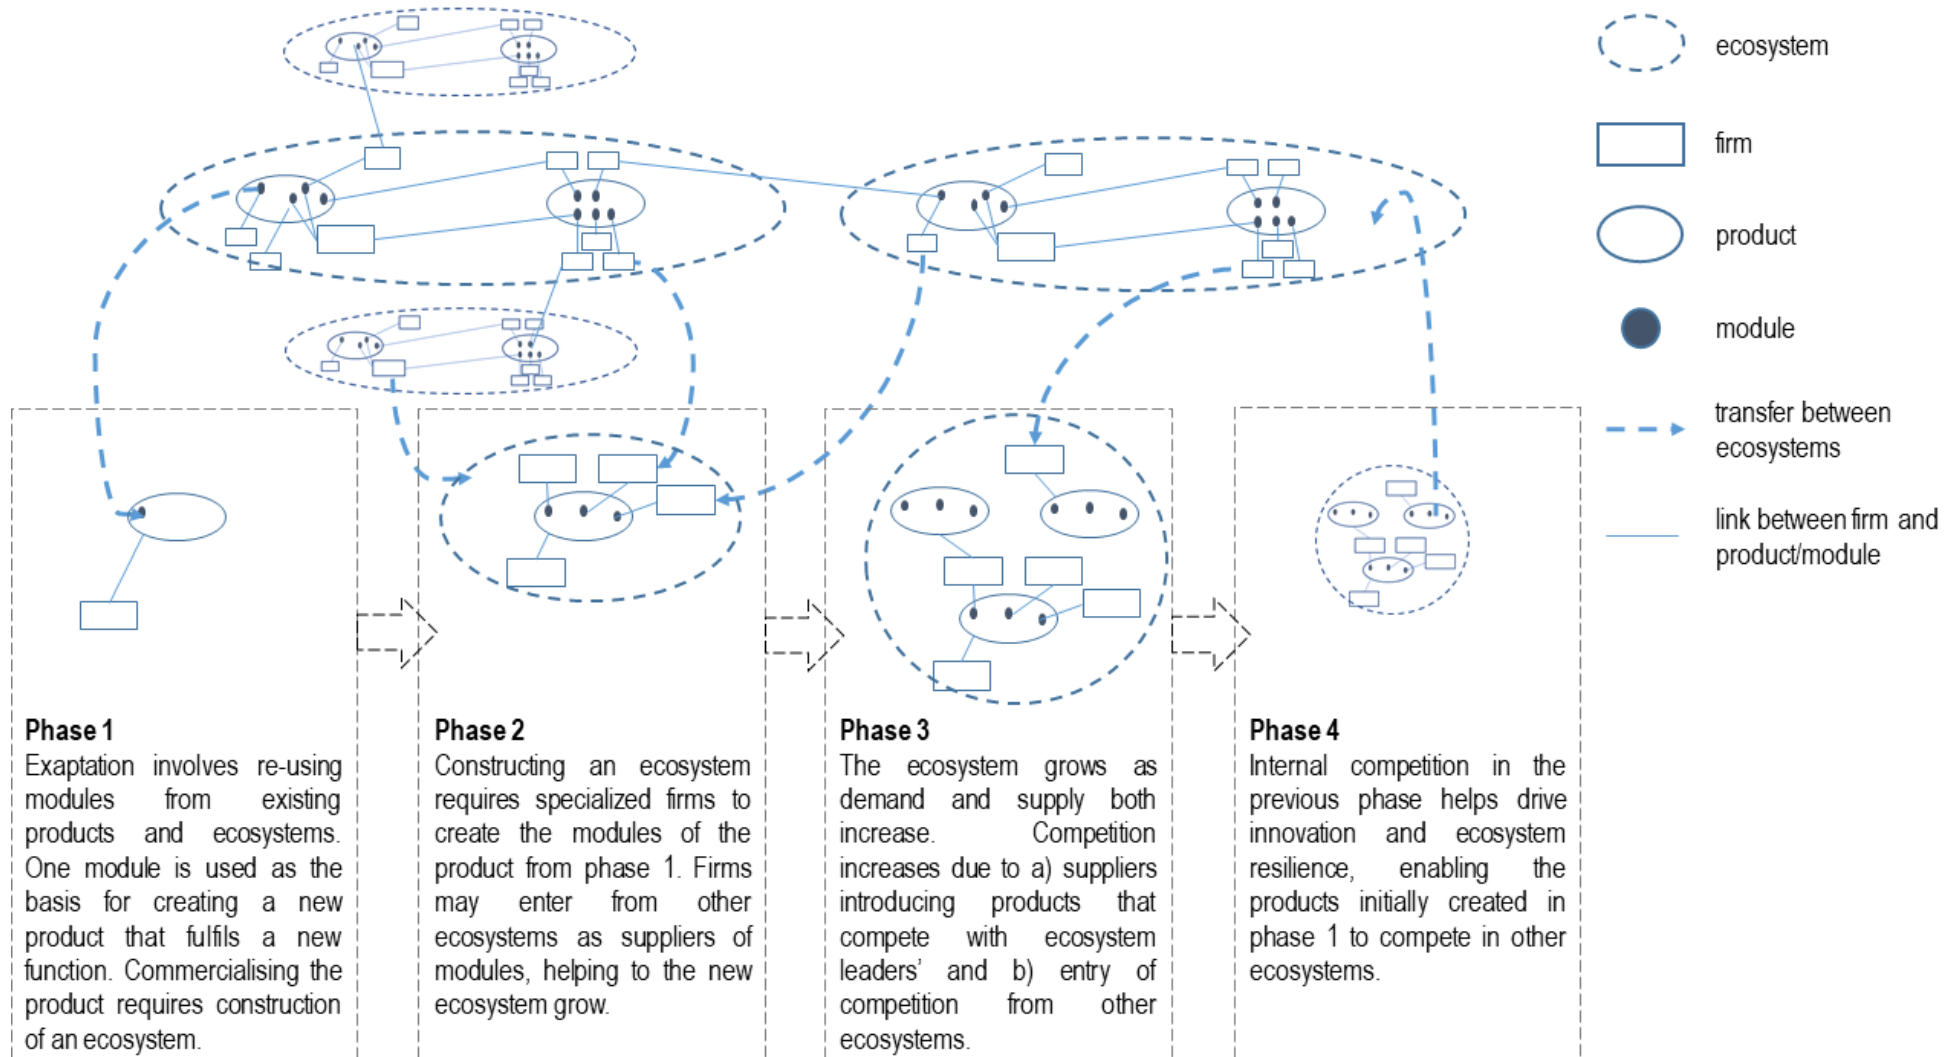 ecosystem
firm
product
module
transfer between
ecosystems
link between firm and
product/module
Phase 1
Exaptation involves re-using
modules from existing
products and ecosystems.
One module is used as the
basis for creating a new
product that fulfils a new
function. Commercialising the
product requires construction
of an ecosystem.
Phase 2
Constructing an ecosystem
requires specialized firms to
create the modules of the
product from phase 1. Firms
may enter from other
ecosystems as suppliers of
modules, helping to the new
ecosystem grow.
Phase 3
The ecosystem grows as
demand and supply both
increase. Competition
increases due to a) suppliers
introducing products that
compete with ecosystem
leaders' and b) entry of
competition from other
ecosystems.
Phase 4
Internal competition in the
previous phase helps drive
innovation and ecosystem
resilience, enabling the
products initially created in
phase 1 to compete in other
ecosystems.